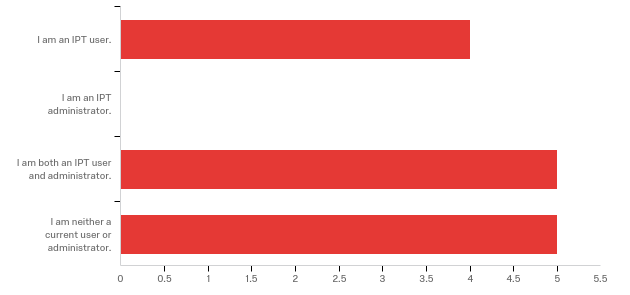 I am an IPT user.
I am an IPT
administrator.
I am both an IPT user
and administrator.
I am neither a
current user or
administrator.
0 0.5 1 1.5 2 2.5 3 3.5 4 4.5 5 5.5